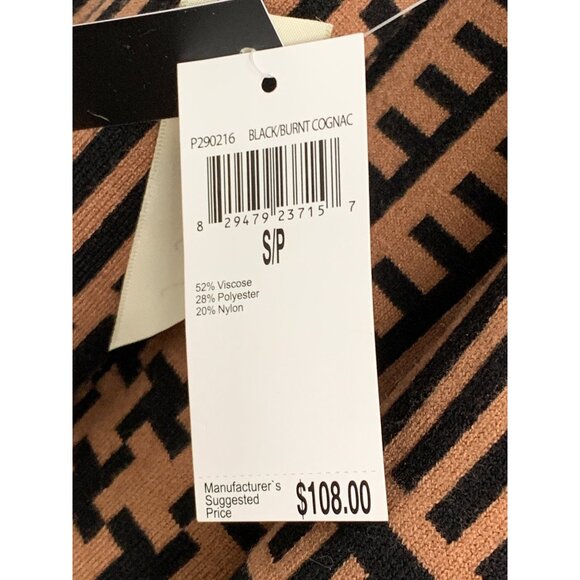 P290216 BLACK/BURNT COGNAC
8 29479 23715 7
S/P
52% Viscose
28% Polyester
20% Nylon
Manufacturer`s
Suggested
Price
$108.00